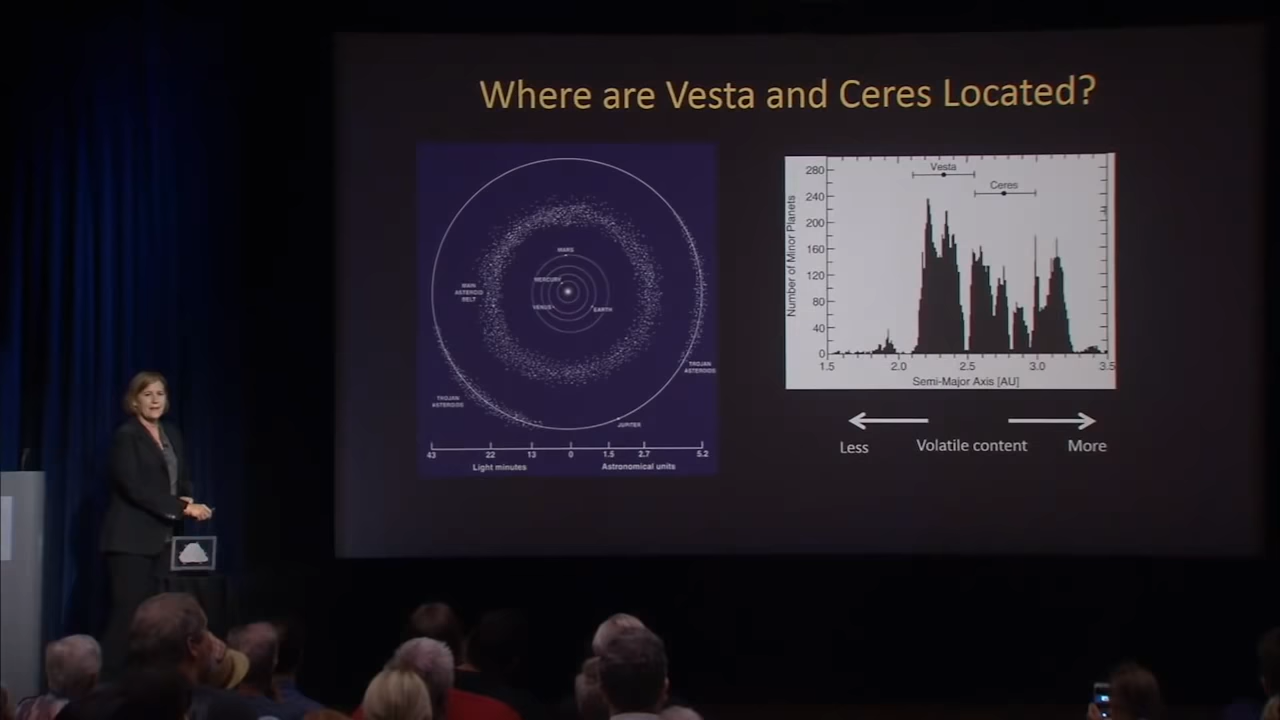 Where are Vesta and Ceres Located?
MARS
MERCURY
MAIN
ASTEROID
BELT
VENUS
EARTH
TROJAN
ASTEROIDS
TROJAN
ASTEROIDS
JUPITER
43 22 13 0 1.5 2.7 5.2
Light minutes Astronomical units
Number of Minor Planets
280
240
200
160
120
80
40
0
Vesta
Ceres
1.5 2.0 2.5 3.0 3.5
Semi-Major Axis [AU]
Less Volatile content More